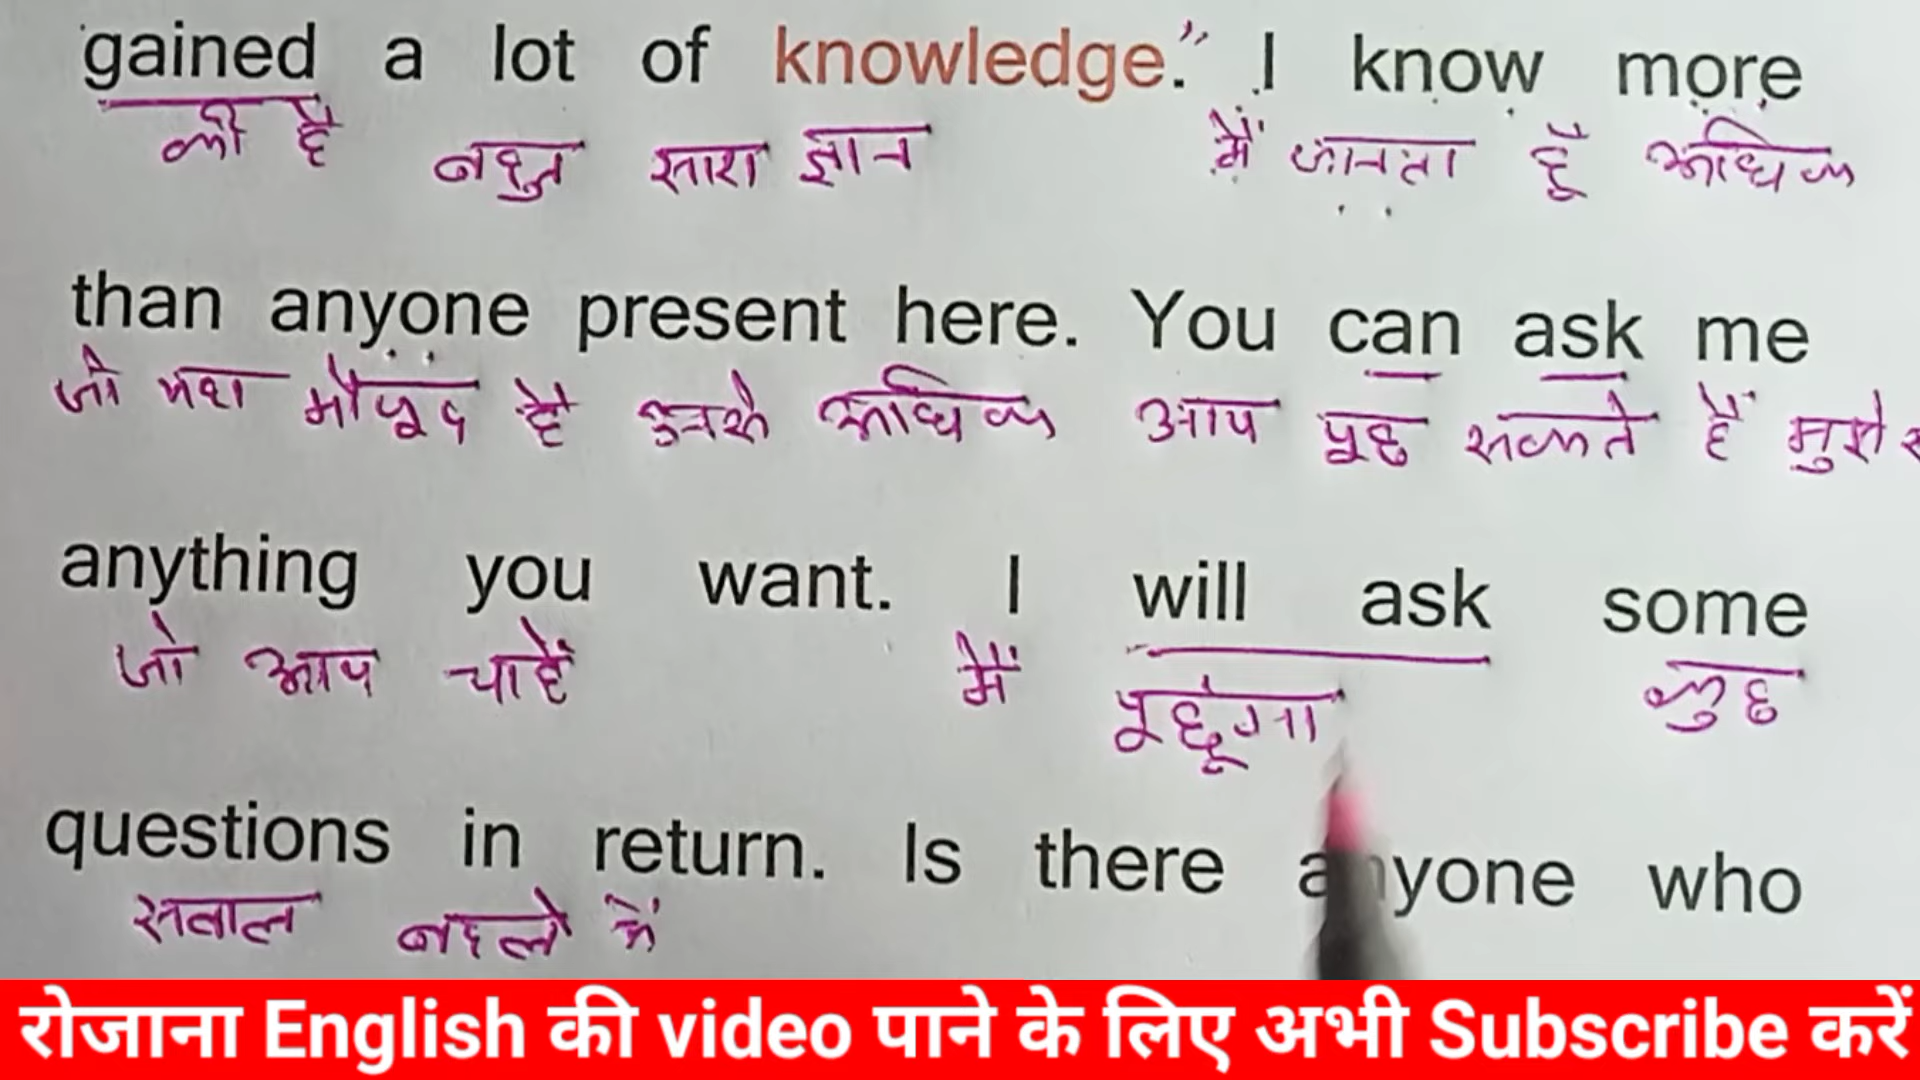 gained a lot of knowledge.” I know more
की है बहुत सारा ज्ञान मैं जानता हूँ अधिक
than anyone present here. You can ask me
जो यहा मौजूद है उनसे अधिक आप पूछ सकते हैं मुझसे
anything you want. I will ask some
जो आप चाहें मैं पूछूंगा कुछ
questions in return. Is there anyone who
सवाल बदले में
रोजाना English की video पाने के लिए अभी Subscribe करें